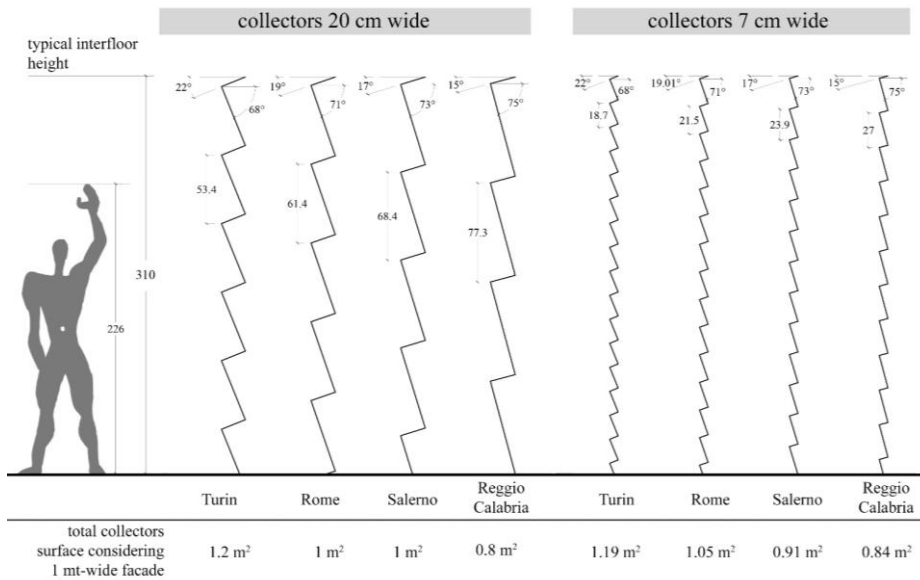 collectors 20 cm wide
collectors 7 cm wide
typical interfloor
height
22°
19°
17°
15°
22°
19.01°
17°
15°
68°
71°
73°
75°
68°
71°
73°
75°
18.7
21.5
23.9
27
53.4
61.4
68.4
77.3
310
226
Turin
Rome
Salerno
Reggio
Calabria
Turin
Rome
Salerno
Reggio
Calabria
total collectors
surface considering
1 mt-wide facade
1.2 m²
1 m²
1 m²
0.8 m²
1.19 m²
1.05 m²
0.91 m²
0.84 m²